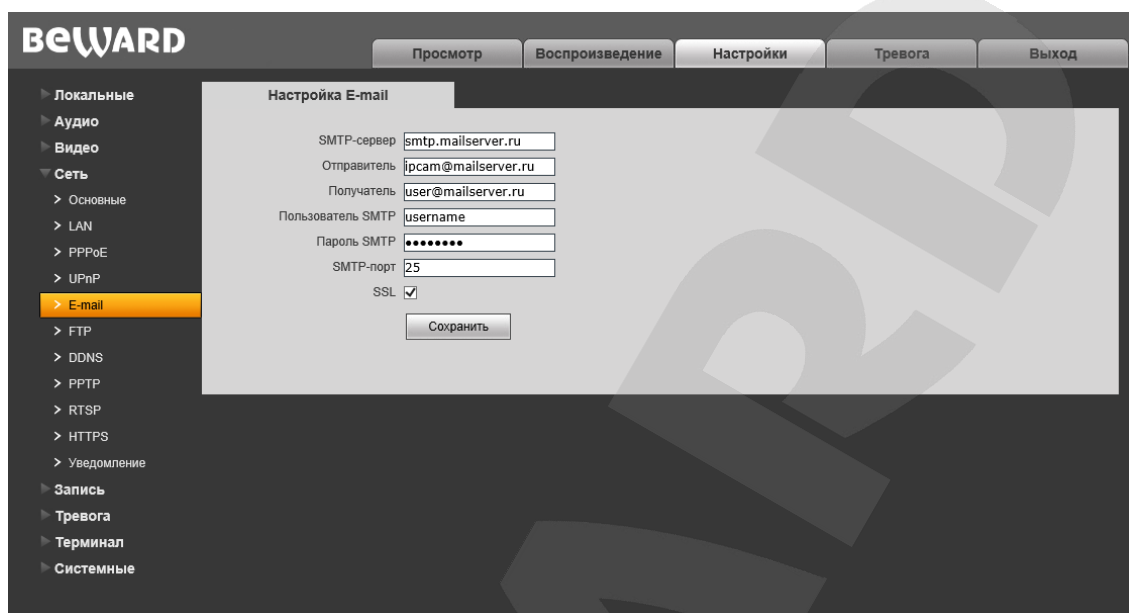 BEWARD
Просмотр Воспроизведение Настройки Тревога Выход
Локальные
Аудио
Видео
Сеть
> Основные
> LAN
> PPPoE
> UPnP
> E-mail
> FTP
> DDNS
> PPTP
> RTSP
> HTTPS
> Уведомление
Запись
Тревога
Терминал
Системные
Настройка E-mail
SMTP-сервер smtp.mailserver.ru
Отправитель ipcam@mailserver.ru
Получатель user@mailserver.ru
Пользователь SMTP username
Пароль SMTP ••••••••
SMTP-порт 25
SSL
Сохранить